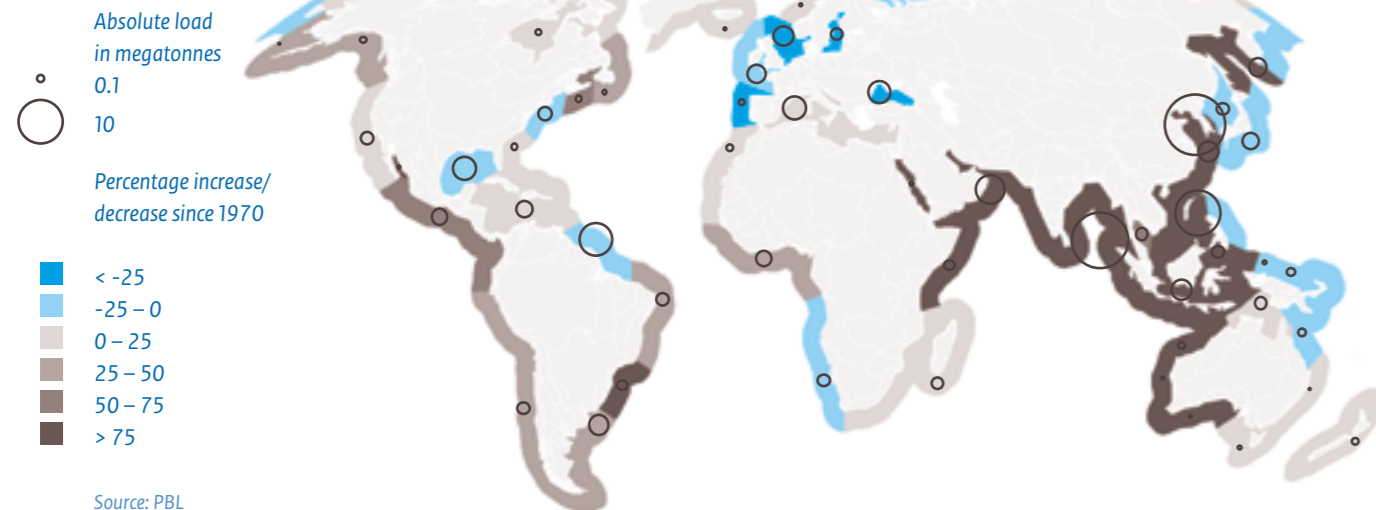 Absolute load
in megatonnes
0.1
10
Percentage increase/
decrease since 1970
< -25
-25 – 0
0 – 25
25 – 50
50 – 75
> 75
Source: PBL